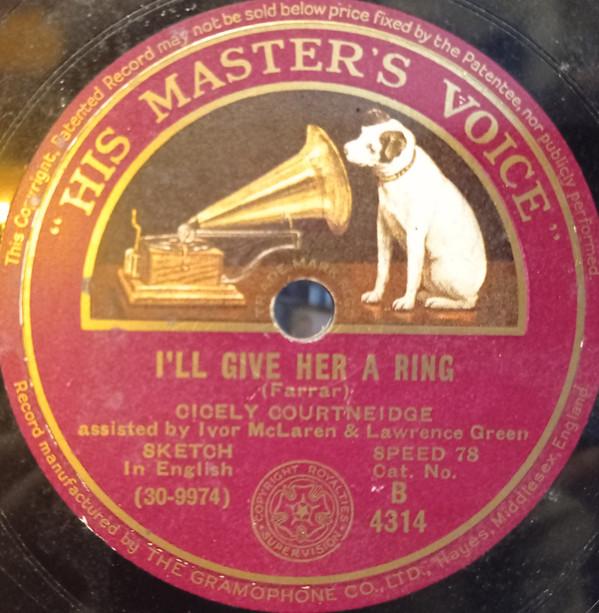 This Copyright, Patented Record may not be sold below price fixed by the Patentee, nor publicly performed.
"HIS MASTER'S VOICE"
TRADE MARK
I'LL GIVE HER A RING
(Farrar)
CICELY COURTNEIDGE
assisted by Ivor McLaren & Lawrence Green
SKETCH
In English
(30-9974)
SPEED 78
Cat. No.
B
4314
COPYRIGHT ROYALTIES
SUPERVISION
Record manufactured by THE GRAMOPHONE CO., LTD., Hayes, Middlesex, England